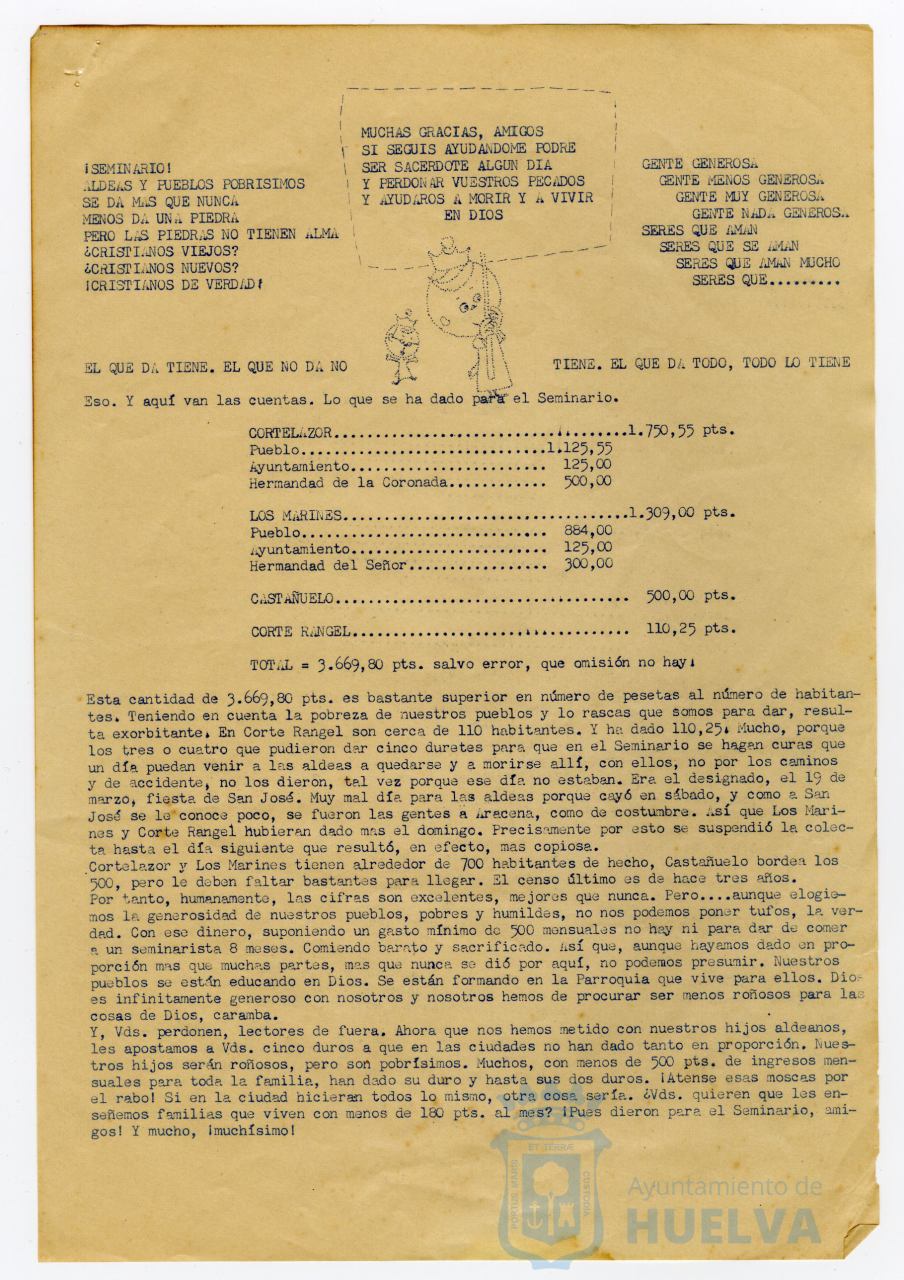 ¡SEMINARIO!
ALDEAS Y PUEBLOS POBRISIMOS
SE DA MAS QUE NUNCA
MENOS DA UNA PIEDRA
PERO LAS PIEDRAS NO TIENEN ALMA
¿CRISTIANOS VIEJOS?
¿CRISTIANOS NUEVOS?
¡CRISTIANOS DE VERDAD!
MUCHAS GRACIAS, AMIGOS
SI SEGUIS AYUDANDOME PODRE
SER SACERDOTE ALGUN DIA
Y PERDONAR VUESTROS PECADOS
Y AYUDAROS A MORIR Y A VIVIR
EN DIOS
GENTE GENEROSA
GENTE MENOS GENEROSA
GENTE MUY GENEROSA
GENTE NADA GENEROSA
SERES QUE AMAN
SERES QUE SE AMAN
SERES QUE AMAN MUCHO
SERES QUE.........
EL QUE DA TIENE. EL QUE NO DA NO TIENE. EL QUE DA TODO, TODO LO TIENE
Eso. Y aquí van las cuentas. Lo que se ha dado para el Seminario.
CORTELAZOR..................................1.750,55 pts.
Pueblo.............................1.125,55
Ayuntamiento....................... 125,00
Hermandad de la Coronada............ 500,00
LOS MARINES.................................1.309,00 pts.
Pueblo............................. 884,00
Ayuntamiento....................... 125,00
Hermandad del Señor................. 300,00
CASTAÑUELO.................................. 500,00 pts.
CORTE RANGEL................................ 110,25 pts.
TOTAL = 3.669,80 pts. salvo error, que omisión no hay.
Esta cantidad de 3.669,80 pts. es bastante superior en número de pesetas al número de habitan-
tes. Teniendo en cuenta la pobreza de nuestros pueblos y lo rascas que somos para dar, resul-
ta exorbitante. En Corte Rangel son cerca de 110 habitantes. Y ha dado 110,25. Mucho, porque
los tres o cuatro que pudieron dar cinco duretes para que en el Seminario se hagan curas que
un día puedan venir a las aldeas a quedarse y a morirse allí, con ellos, no por los caminos
y de accidente, no los dieron, tal vez porque ese día no estaban. Era el designado, el 19 de
marzo, fiesta de San José. Muy mal día para las aldeas porque cayó en sábado, y como a San
José se le conoce poco, se fueron las gentes a Aracena, como de costumbre. Así que Los Mari-
nes y Corte Rangel hubieran dado mas el domingo. Precisamente por esto se suspendió la colec-
ta hasta el día siguiente que resultó, en efecto, mas copiosa.
Cortelazor y Los Marines tienen alrededor de 700 habitantes de hecho, Castañuelo bordea los
500, pero le deben faltar bastantes para llegar. El censo último es de hace tres años.
Por tanto, humanamente, las cifras son excelentes, mejores que nunca. Pero....aunque elogie-
mos la generosidad de nuestros pueblos, pobres y humildes, no nos podemos poner tufos, la ver-
dad. Con ese dinero, suponiendo un gasto mínimo de 500 mensuales no hay ni para dar de comer
a un seminarista 8 meses. Comiendo barato y sacrificado. Así que, aunque hayamos dado en pro-
porción mas que muchas partes, mas que nunca se dió por aquí, no podemos presumir. Nuestros
pueblos se están educando en Dios. Se están formando en la Parroquia que vive para ellos. Dios
es infinitamente generoso con nosotros y nosotros hemos de procurar ser menos roñosos para las
cosas de Dios, caramba.
Y, Vds. perdonen, lectores de fuera. Ahora que nos hemos metido con nuestros hijos aldeanos,
les apostamos a Vds. cinco duros a que en las ciudades no han dado tanto en proporción. Nues-
tros hijos serán roñosos, pero son pobrísimos. Muchos, con menos de 500 pts. de ingresos men-
suales para toda la familia, han dado su duro y hasta sus dos duros. ¡Atense esas moscas por
el rabo! Si en la ciudad hicieran todos lo mismo, otra cosa sería. ¿Vds. quieren que les en-
señemos familias que viven con menos de 180 pts. al mes? ¡Pues dieron para el Seminario, ami-
gos! Y mucho, ¡muchísimo!
PORTUS MARIS
ET TERRÆ
CUSTODIA
Ayuntamiento de
HUELVA